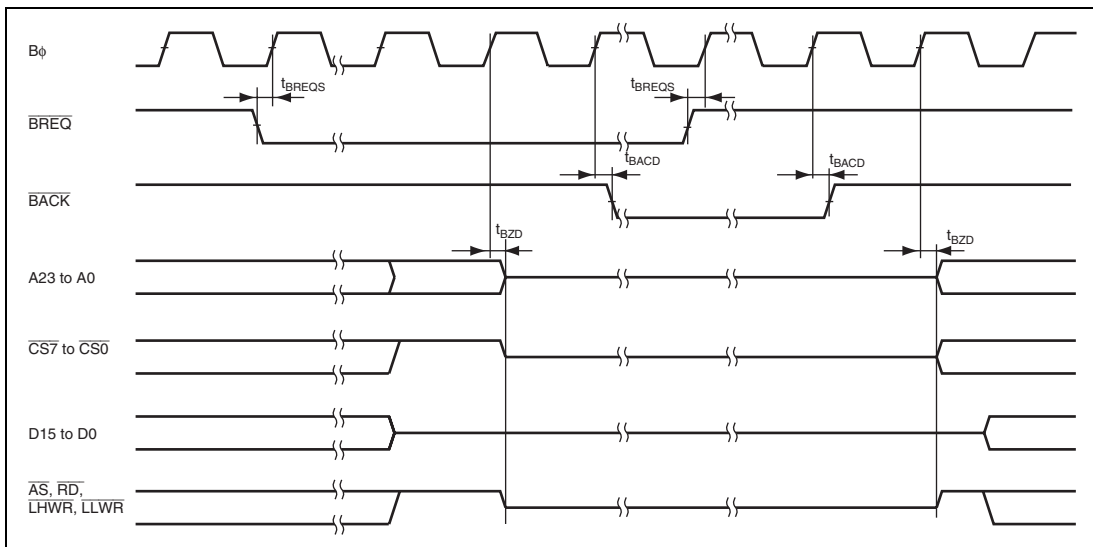 Bφ
tBREQS
tBREQS
BREQ
tBACD
tBACD
BACK
tBZD
tBZD
A23 to A0
CS7 to CS0
D15 to D0
AS, RD,
LHWR, LLWR